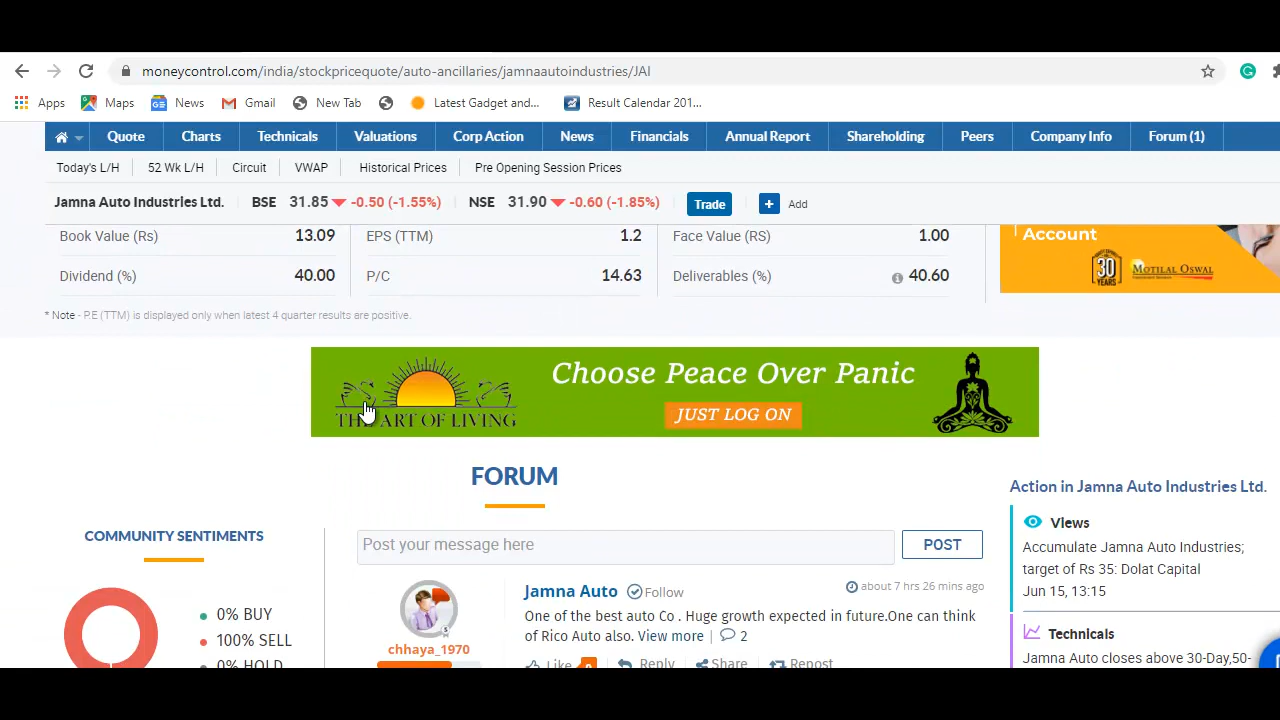 moneycontrol.com/india/stockpricequote/auto-ancillaries/jamnaautoindustries/JAI
Apps Maps News Gmail New Tab Latest Gadget and... Result Calendar 201...
Quote Charts Technicals Valuations Corp Action News Financials Annual Report Shareholding Peers Company Info Forum (1)
Today's L/H 52 Wk L/H Circuit VWAP Historical Prices Pre Opening Session Prices
Jamna Auto Industries Ltd. BSE 31.85 -0.50 (-1.55%) NSE 31.90 -0.60 (-1.85%) Trade + Add
Book Value (Rs) 13.09 EPS (TTM) 1.2 Face Value (RS) 1.00
Account
30 YEARS MOTILAL OSWAL
Dividend (%) 40.00 P/C 14.63 Deliverables (%) 40.60
* Note - P.E (TTM) is displayed only when latest 4 quarter results are positive.
THE ART OF LIVING
Choose Peace Over Panic
JUST LOG ON
FORUM
COMMUNITY SENTIMENTS
0% BUY
100% SELL
0% HOLD
Post your message here POST
chhaya_1970
Jamna Auto Follow about 7 hrs 26 mins ago
One of the best auto Co . Huge growth expected in future.One can think
of Rico Auto also. View more | 2
Like Reply Share Repost
Action in Jamna Auto Industries Ltd.
Views
Accumulate Jamna Auto Industries;
target of Rs 35: Dolat Capital
Jun 15, 13:15
Technicals
Jamna Auto closes above 30-Day,50-